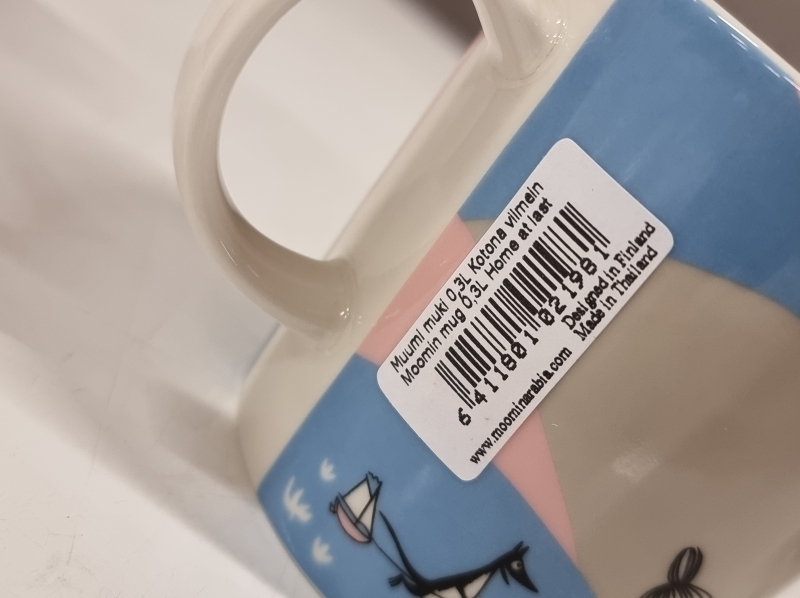 Muumi muki 0,3L Kotona viimein
Moomin mug 0,3L Home at last
6 411801 021981
www.moominarabia.com
Designed in Finland
Made in Thailand